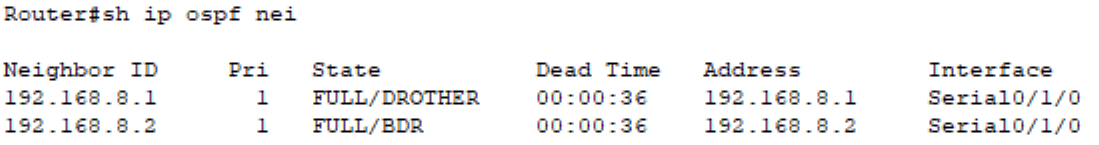 Router#sh ip ospf nei
Neighbor ID Pri State Dead Time Address Interface
192.168.8.1 1 FULL/DROTHER 00:00:36 192.168.8.1 Serial0/1/0
192.168.8.2 1 FULL/BDR 00:00:36 192.168.8.2 Serial0/1/0